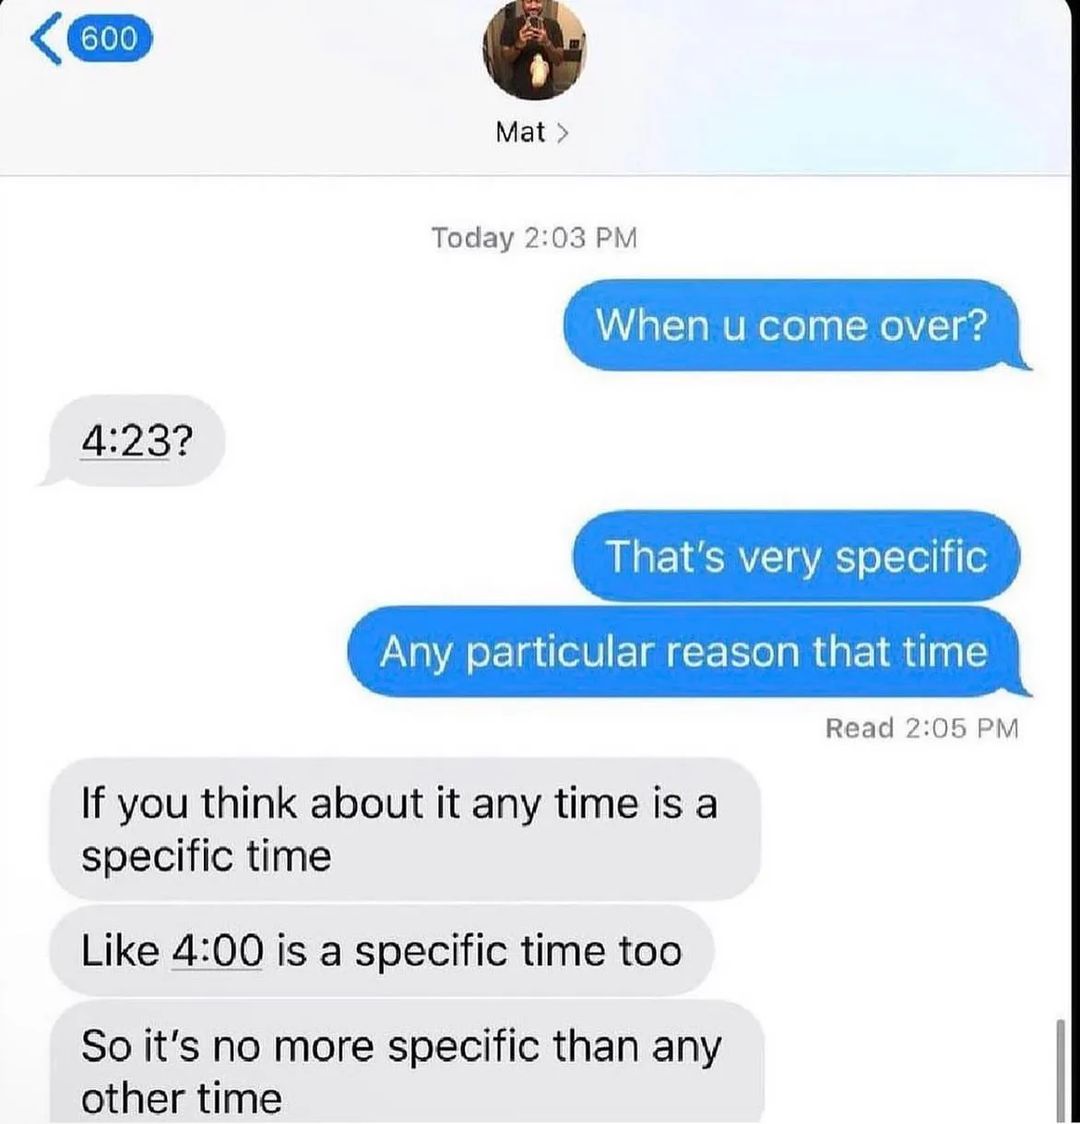 600
Mat >
Today 2:03 PM
When u come over?
4:23?
That's very specific
Any particular reason that time
Read 2:05 PM
If you think about it any time is a
specific time
Like 4:00 is a specific time too
So it's no more specific than any
other time